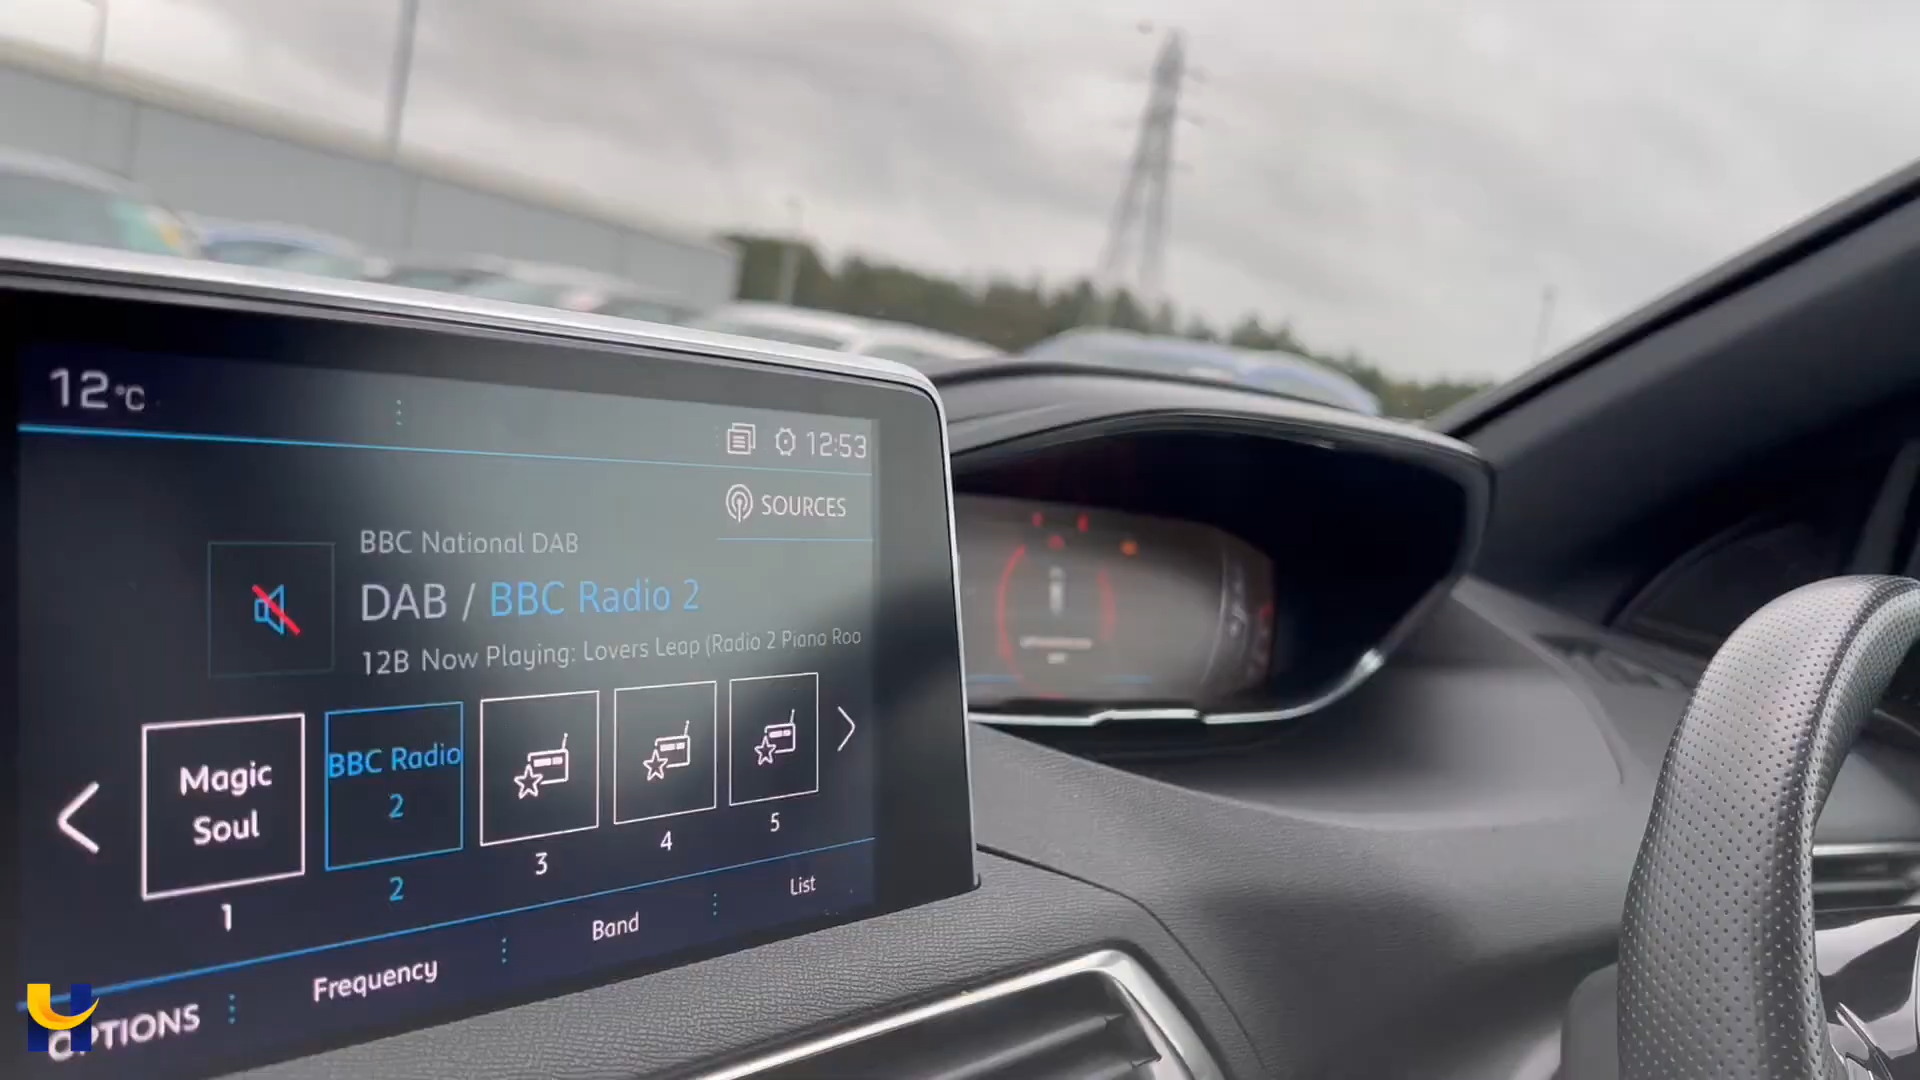 12°C
12:53
SOURCES
BBC National DAB
DAB / BBC Radio 2
12B Now Playing: Lovers Leap (Radio 2 Piano Roo
Magic
Soul
BBC Radio
2
1
2
3
4
5
OPTIONS
Frequency
Band
List